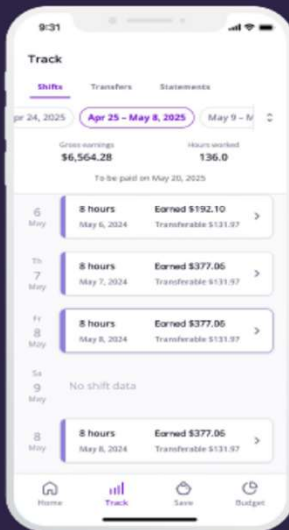 9:31
Track
Shifts Transfers Statements
pr 24, 2025 Apr 25 – May 8, 2025 May 9 – M
Gross earnings Hours worked
$6,564.28 136.0
To be paid on May 20, 2025
6 May
8 hours Earned $192.10
May 6, 2024 Transferable $131.97
Th 7 May
8 hours Earned $377.06
May 7, 2024 Transferable $131.97
Fr 8 May
8 hours Earned $377.06
May 8, 2024 Transferable $131.97
Sa 9 May
No shift data
8 May
8 hours Earned $377.06
May 8, 2024 Transferable $131.97
Home Track Save Budget